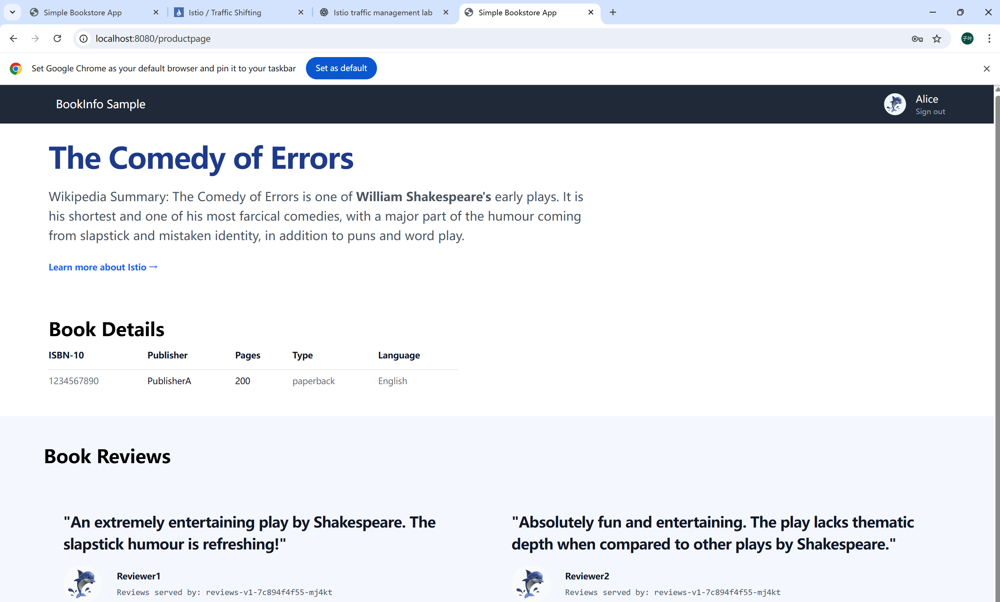 Simple Bookstore App
Istio / Traffic Shifting
Istio traffic management lab
Simple Bookstore App
localhost:8080/productpage
子叶
Set Google Chrome as your default browser and pin it to your taskbar
Set as default
BookInfo Sample
Alice
Sign out
The Comedy of Errors
Wikipedia Summary: The Comedy of Errors is one of William Shakespeare's early plays. It is
his shortest and one of his most farcical comedies, with a major part of the humour coming
from slapstick and mistaken identity, in addition to puns and word play.
Learn more about Istio →
Book Details
ISBN-10 Publisher Pages Type Language
1234567890 PublisherA 200 paperback English
Book Reviews
"An extremely entertaining play by Shakespeare. The
slapstick humour is refreshing!"
Reviewer1
Reviews served by: reviews-v1-7c894f4f55-mj4kt
"Absolutely fun and entertaining. The play lacks thematic
depth when compared to other plays by Shakespeare."
Reviewer2
Reviews served by: reviews-v1-7c894f4f55-mj4kt